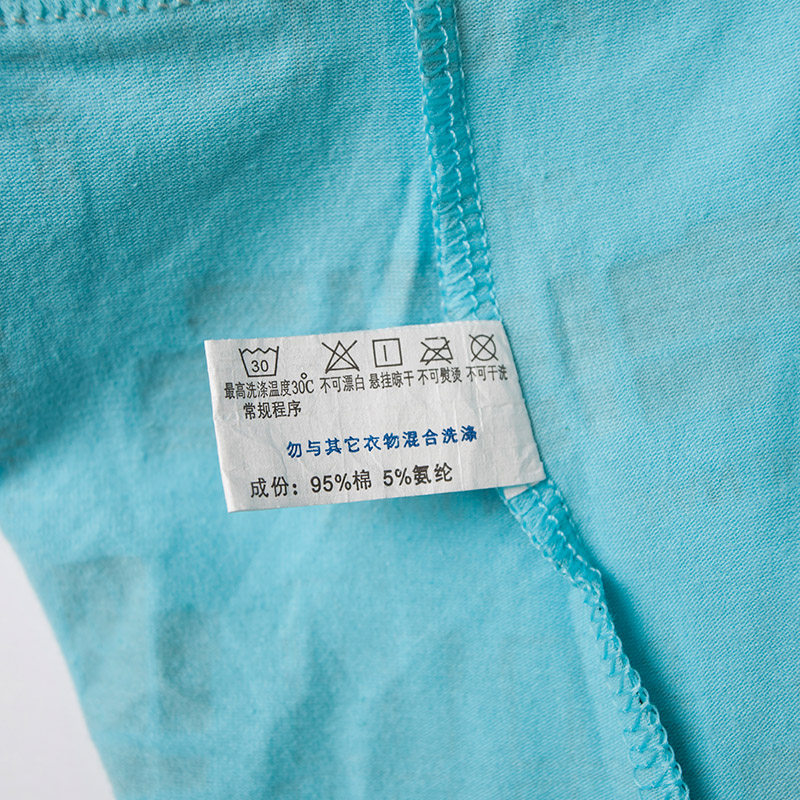 30
最高洗涤温度30℃ 不可漂白 悬挂晾干 不可熨烫 不可干洗
常规程序
勿与其它衣物混合洗涤
成份：95%棉 5%氨纶